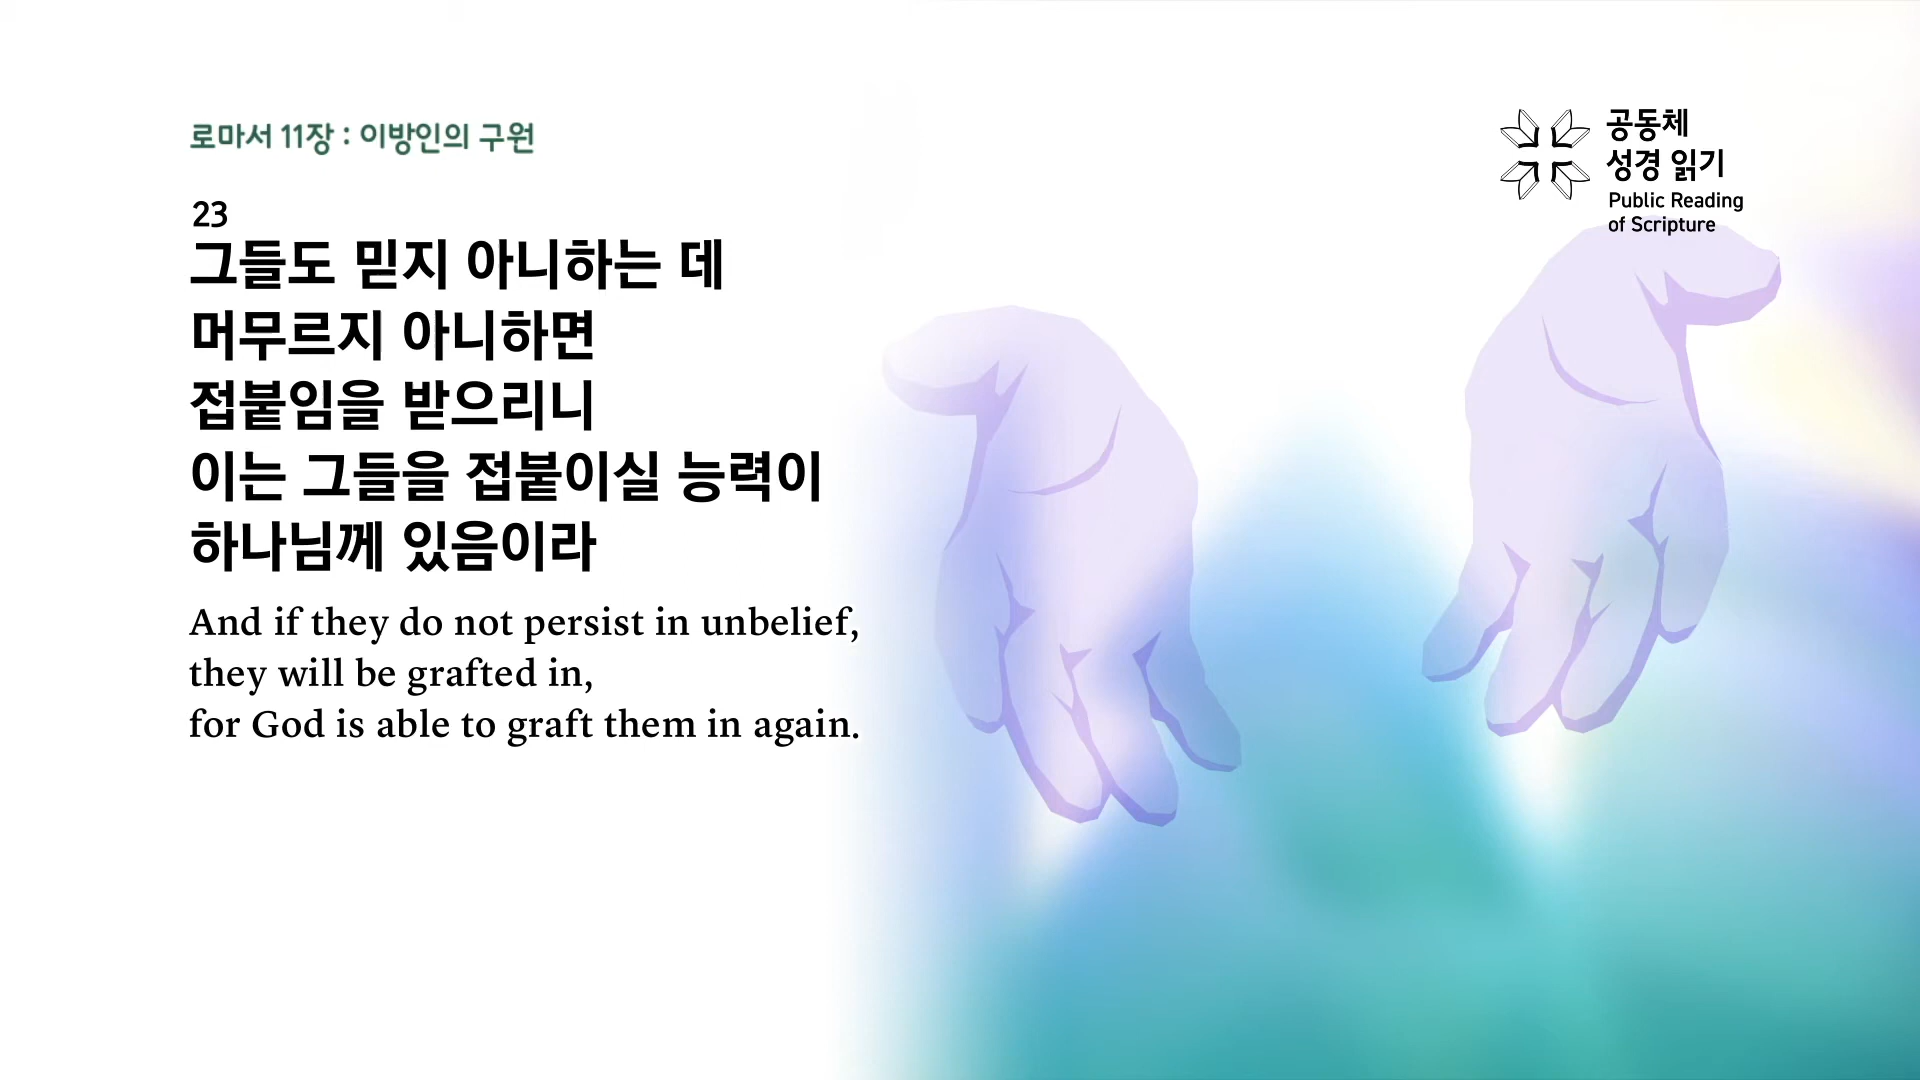 로마서 11장 : 이방인의 구원
23
그들도 믿지 아니하는 데
머무르지 아니하면
접붙임을 받으리니
이는 그들을 접붙이실 능력이
하나님께 있음이라
And if they do not persist in unbelief,
they will be grafted in,
for God is able to graft them in again.
공동체
성경 읽기
Public Reading
of Scripture